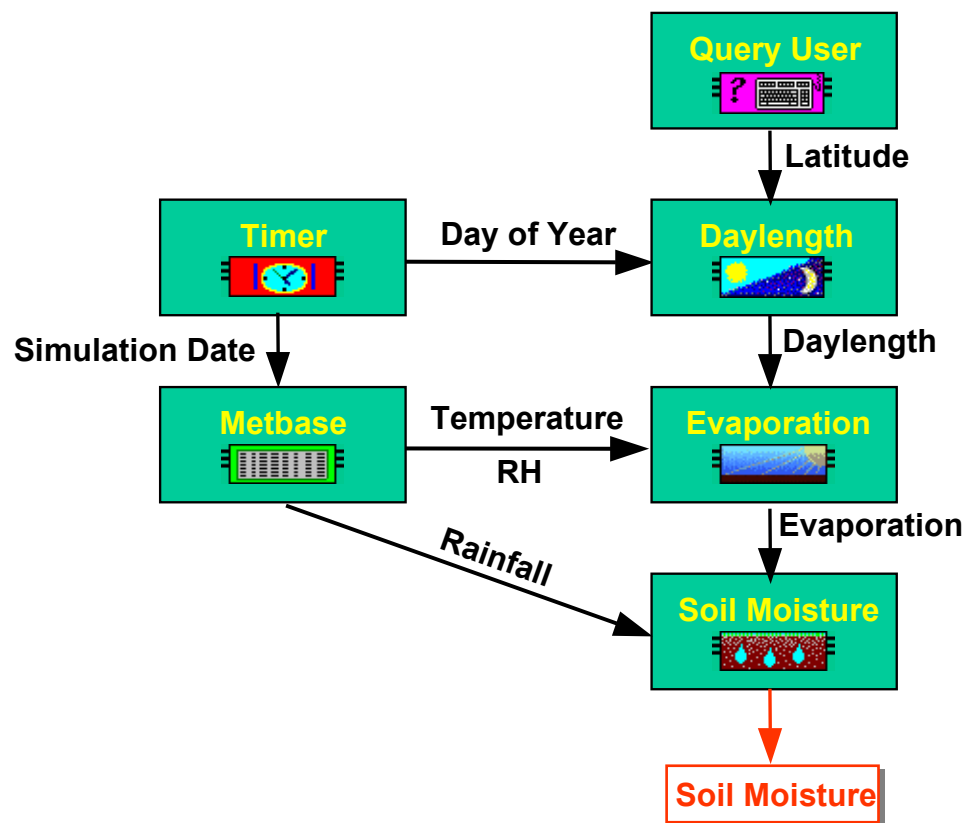 Query User
?
Latitude
Timer
Day of Year
Daylength
Simulation Date
Daylength
Metbase
Temperature
RH
Evaporation
Rainfall
Evaporation
Soil Moisture
Soil Moisture